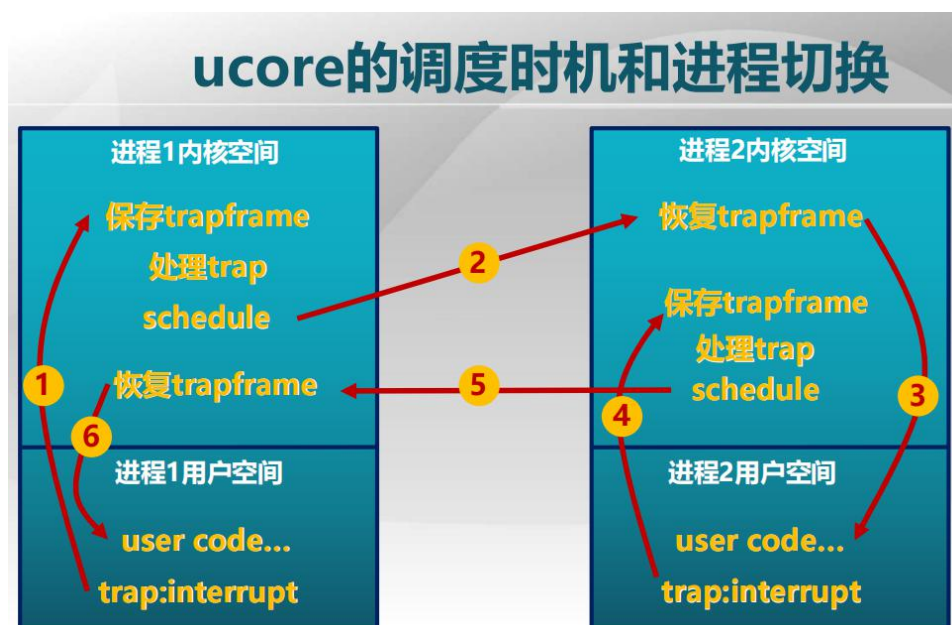 ucore的调度时机和进程切换
进程1内核空间
保存trapframe
处理trap
schedule
恢复trapframe
进程1用户空间
user code...
trap:interrupt
进程2内核空间
恢复trapframe
保存trapframe
处理trap
schedule
进程2用户空间
user code...
trap:interrupt
1
2
3
4
5
6